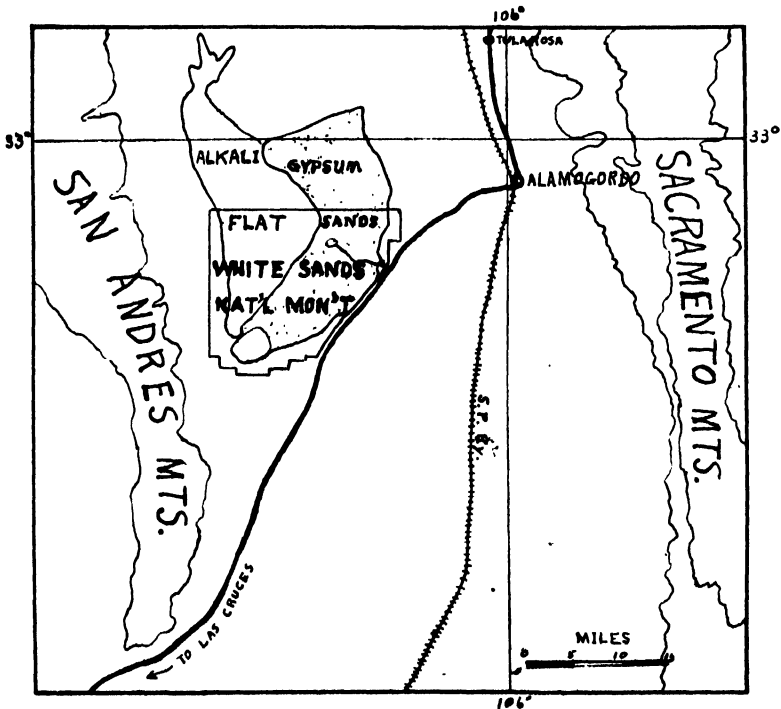 106°
TULAROSA
33°
33°
ALKALI
GYPSUM
ALAMOGORDO
FLAT
SANDS
WHITE SANDS
NAT'L MON'T
SAN ANDRES MTS.
SACRAMENTO MTS.
S.P. RY.
TO LAS CRUCES
MILES
0 5 10
106°